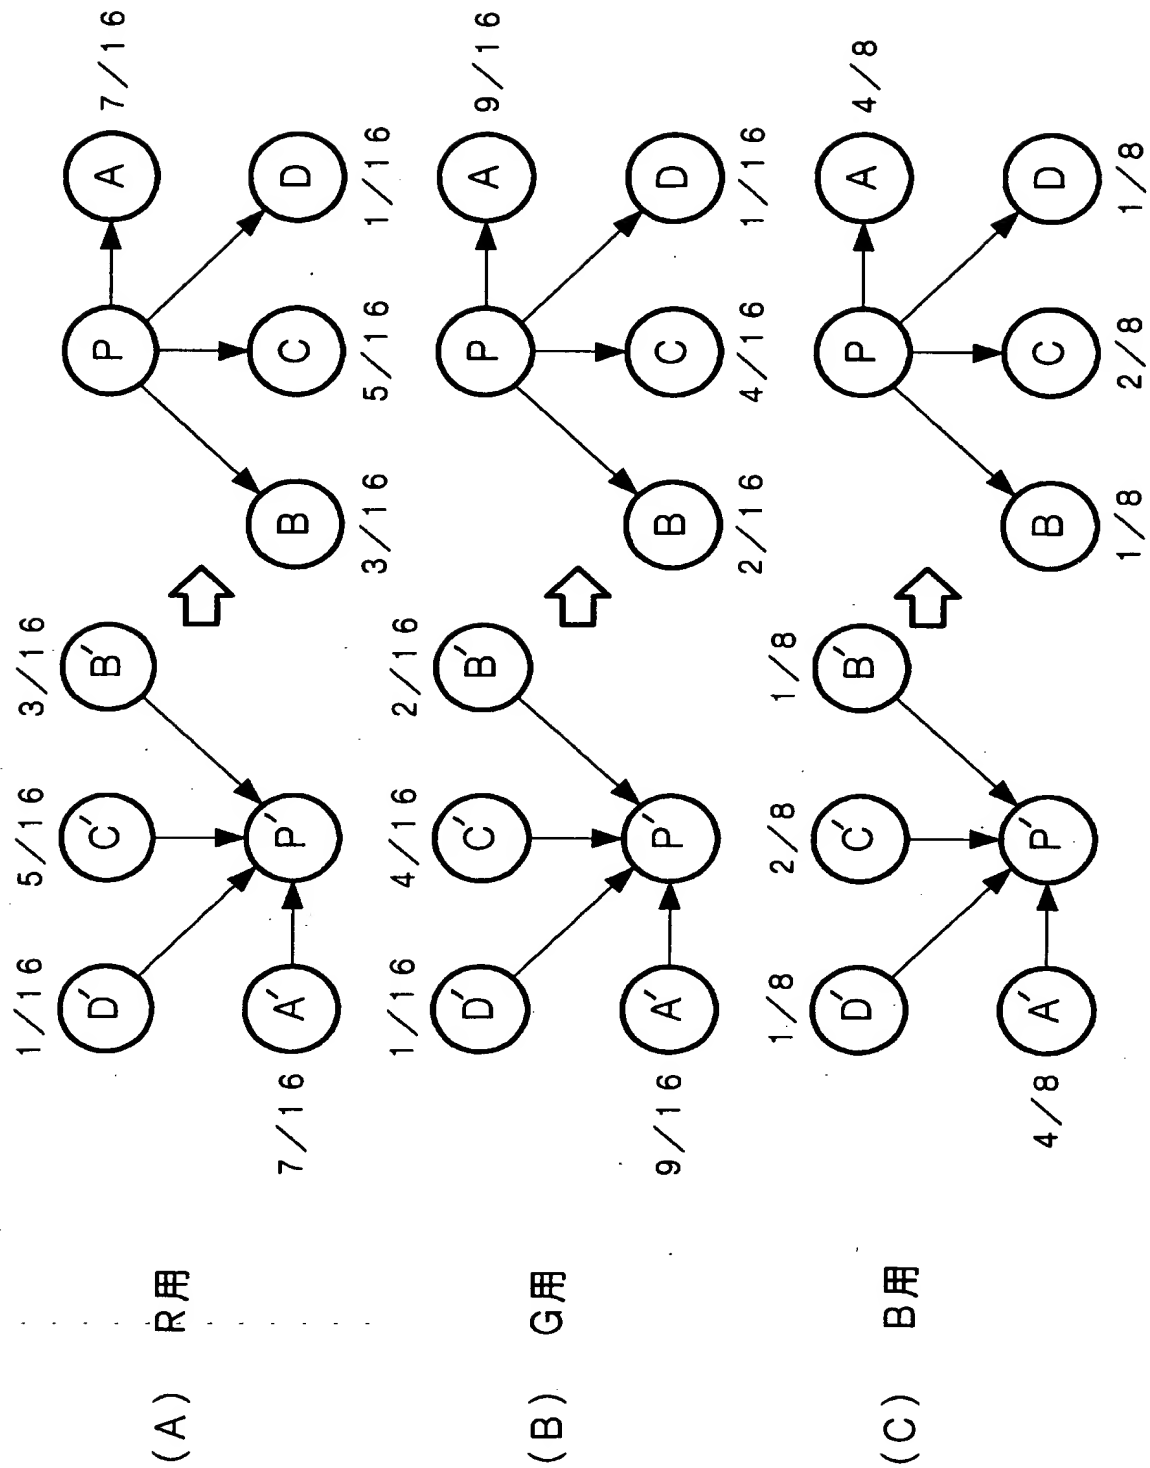 1/16 5/16 3/16
D′ C′ B′ P A 7/16
(A) R用
7/16 A′ P′ B C D
3/16 5/16 1/16
1/16 4/16 2/16
D′ C′ B′ P A 9/16
(B) G用
9/16 A′ P′ B C D
2/16 4/16 1/16
1/8 2/8 1/8
D′ C′ B′ P A 4/8
(C) B用
4/8 A′ P′ B C D
1/8 2/8 1/8